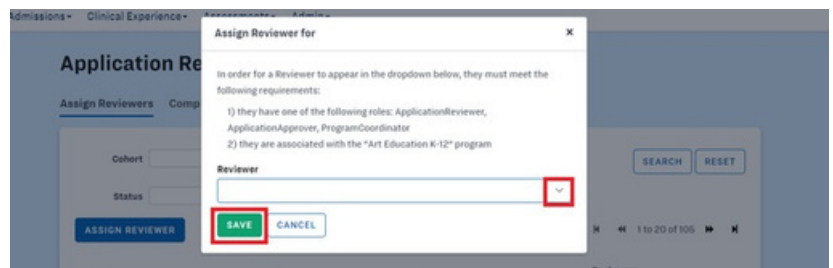 Admissions Clinical Experience Assessments Admin
Assign Reviewer for
×
Application Re
In order for a Reviewer to appear in the dropdown below, they must meet the
following requirements:
Assign Reviewers Comp
1) they have one of the following roles: ApplicationReviewer,
ApplicationApprover, ProgramCoordinator
2) they are associated with the "Art Education K-12" program
Cohort
SEARCH RESET
Reviewer
Status
ASSIGN REVIEWER
SAVE CANCEL
1 to 20 of 105